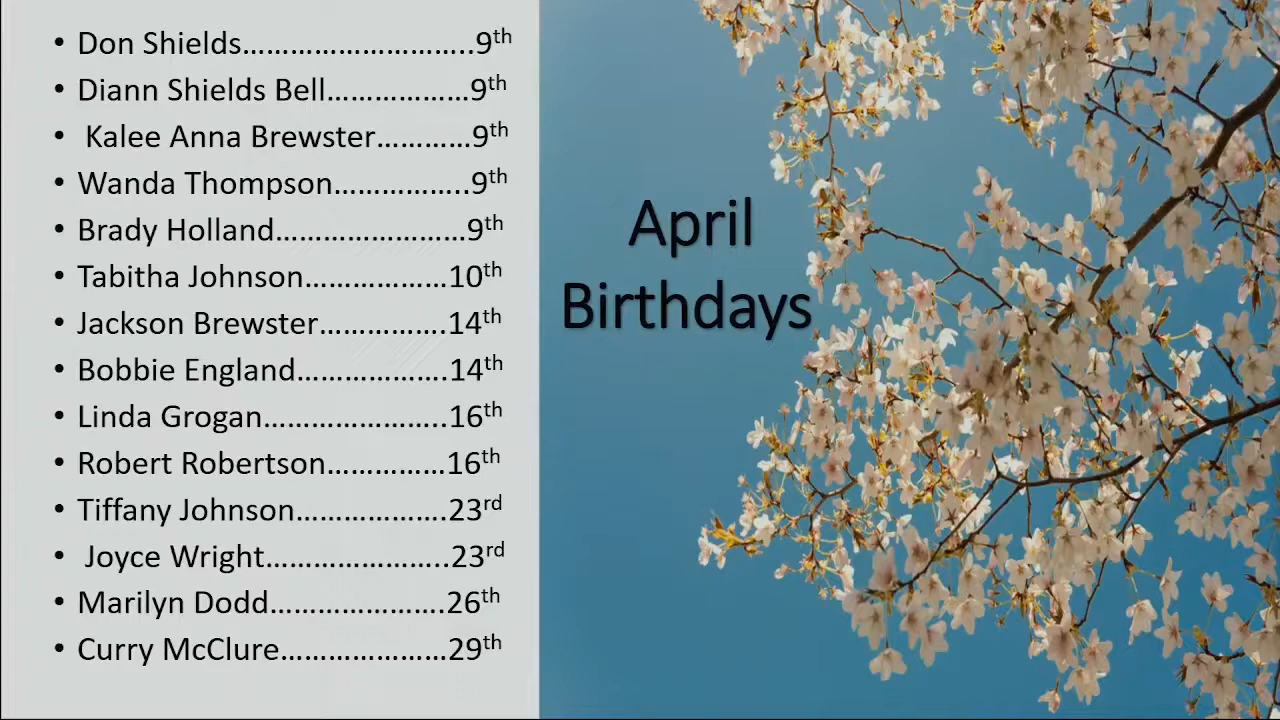 • Don Shields………………………..9th
• Diann Shields Bell………………9th
• Kalee Anna Brewster…………9th
• Wanda Thompson……………..9th
• Brady Holland……………………9th
• Tabitha Johnson………………10th
• Jackson Brewster…………….14th
• Bobbie England……………….14th
• Linda Grogan…………………..16th
• Robert Robertson……………16th
• Tiffany Johnson……………….23rd
• Joyce Wright…………………..23rd
• Marilyn Dodd………………….26th
• Curry McClure…………………29th
April
Birthdays